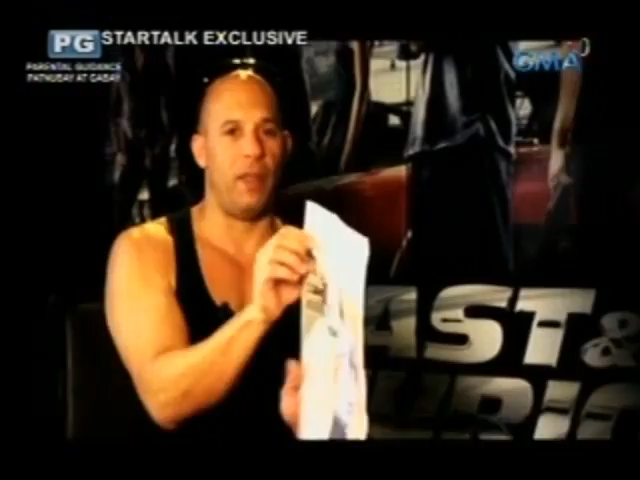 PG
STARTALK EXCLUSIVE
PARENTAL GUIDANCE
PATNUBAY AT GABAY
GMA
AST &
URIO